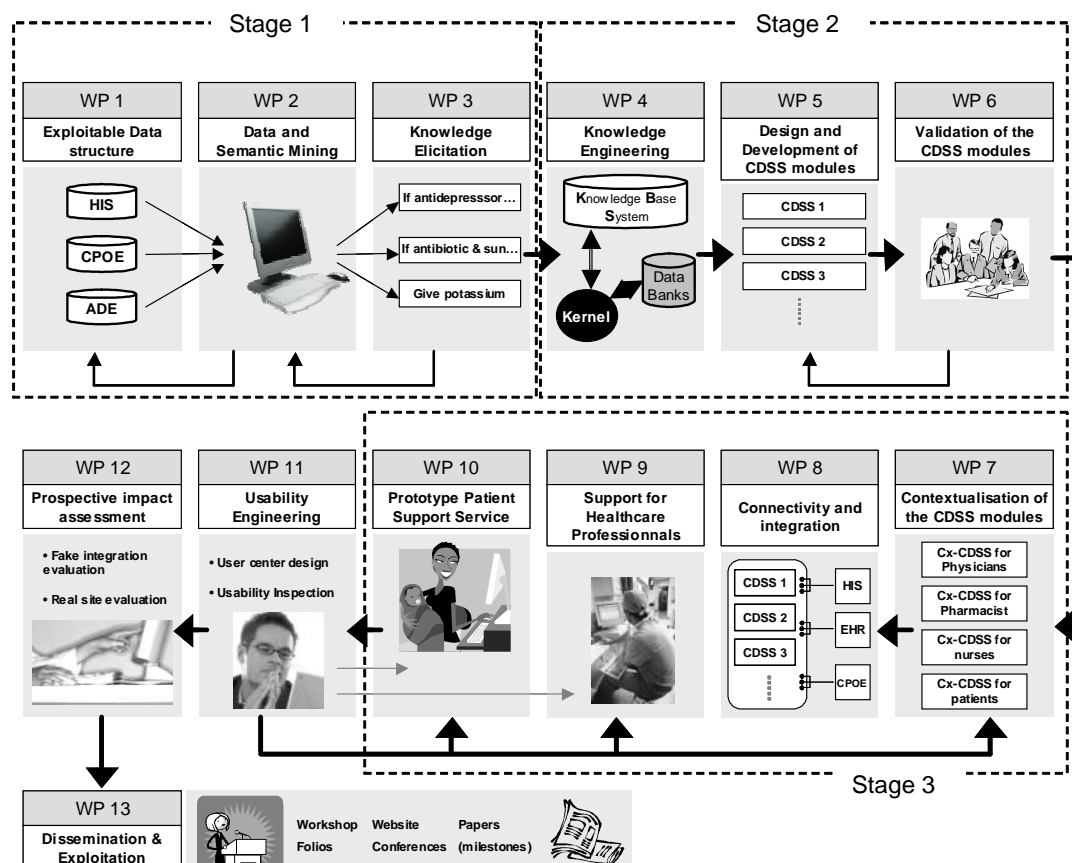 Stage 1
Stage 2
WP 1
WP 2
WP 3
WP 4
WP 5
WP 6
Exploitable Data
structure
Data and
Semantic Mining
Knowledge
Elicitation
Knowledge
Engineering
Design and
Development of
CDSS modules
Validation of the
CDSS modules
HIS
CPOE
ADE
If antidepresssor…
If antibiotic & sun…
Give potassium
Knowledge Base
System
Kernel
Data
Banks
CDSS 1
CDSS 2
CDSS 3
WP 12
WP 11
WP 10
WP 9
WP 8
WP 7
Prospective impact
assessment
Usability
Engineering
Prototype Patient
Support Service
Support for
Healthcare
Professionnals
Connectivity and
integration
Contextualisation of
the CDSS modules
• Fake integration
evaluation
• Real site evaluation
• User center design
• Usability Inspection
CDSS 1
CDSS 2
CDSS 3
HIS
EHR
CPOE
Cx-CDSS for
Physicians
Cx-CDSS for
Pharmacist
Cx-CDSS for
nurses
Cx-CDSS for
patients
Stage 3
WP 13
Dissemination &
Exploitation
Workshop Website Papers
Folios Conferences (milestones)